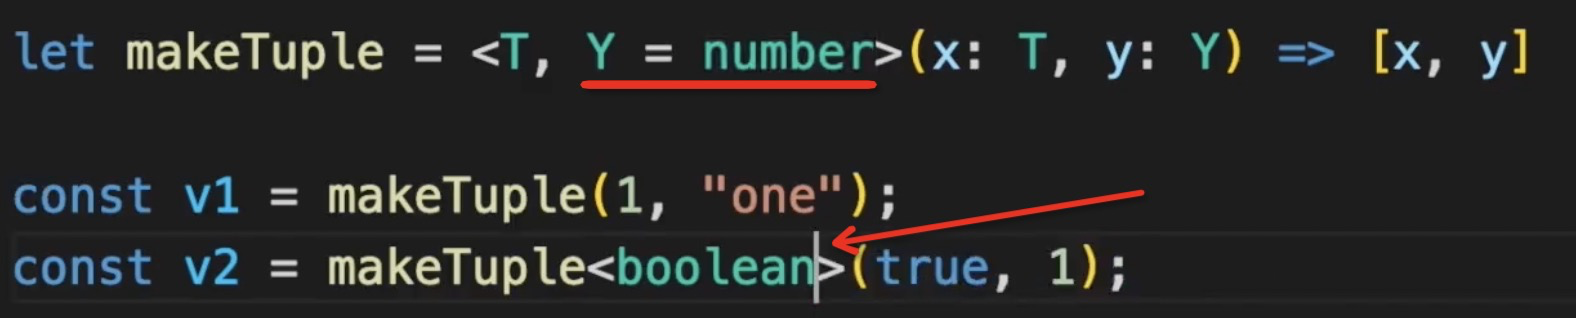 let makeTuple = <T, Y = number>(x: T, y: Y) => [x, y]
const v1 = makeTuple(1, "one");
const v2 = makeTuple<boolean>(true, 1);